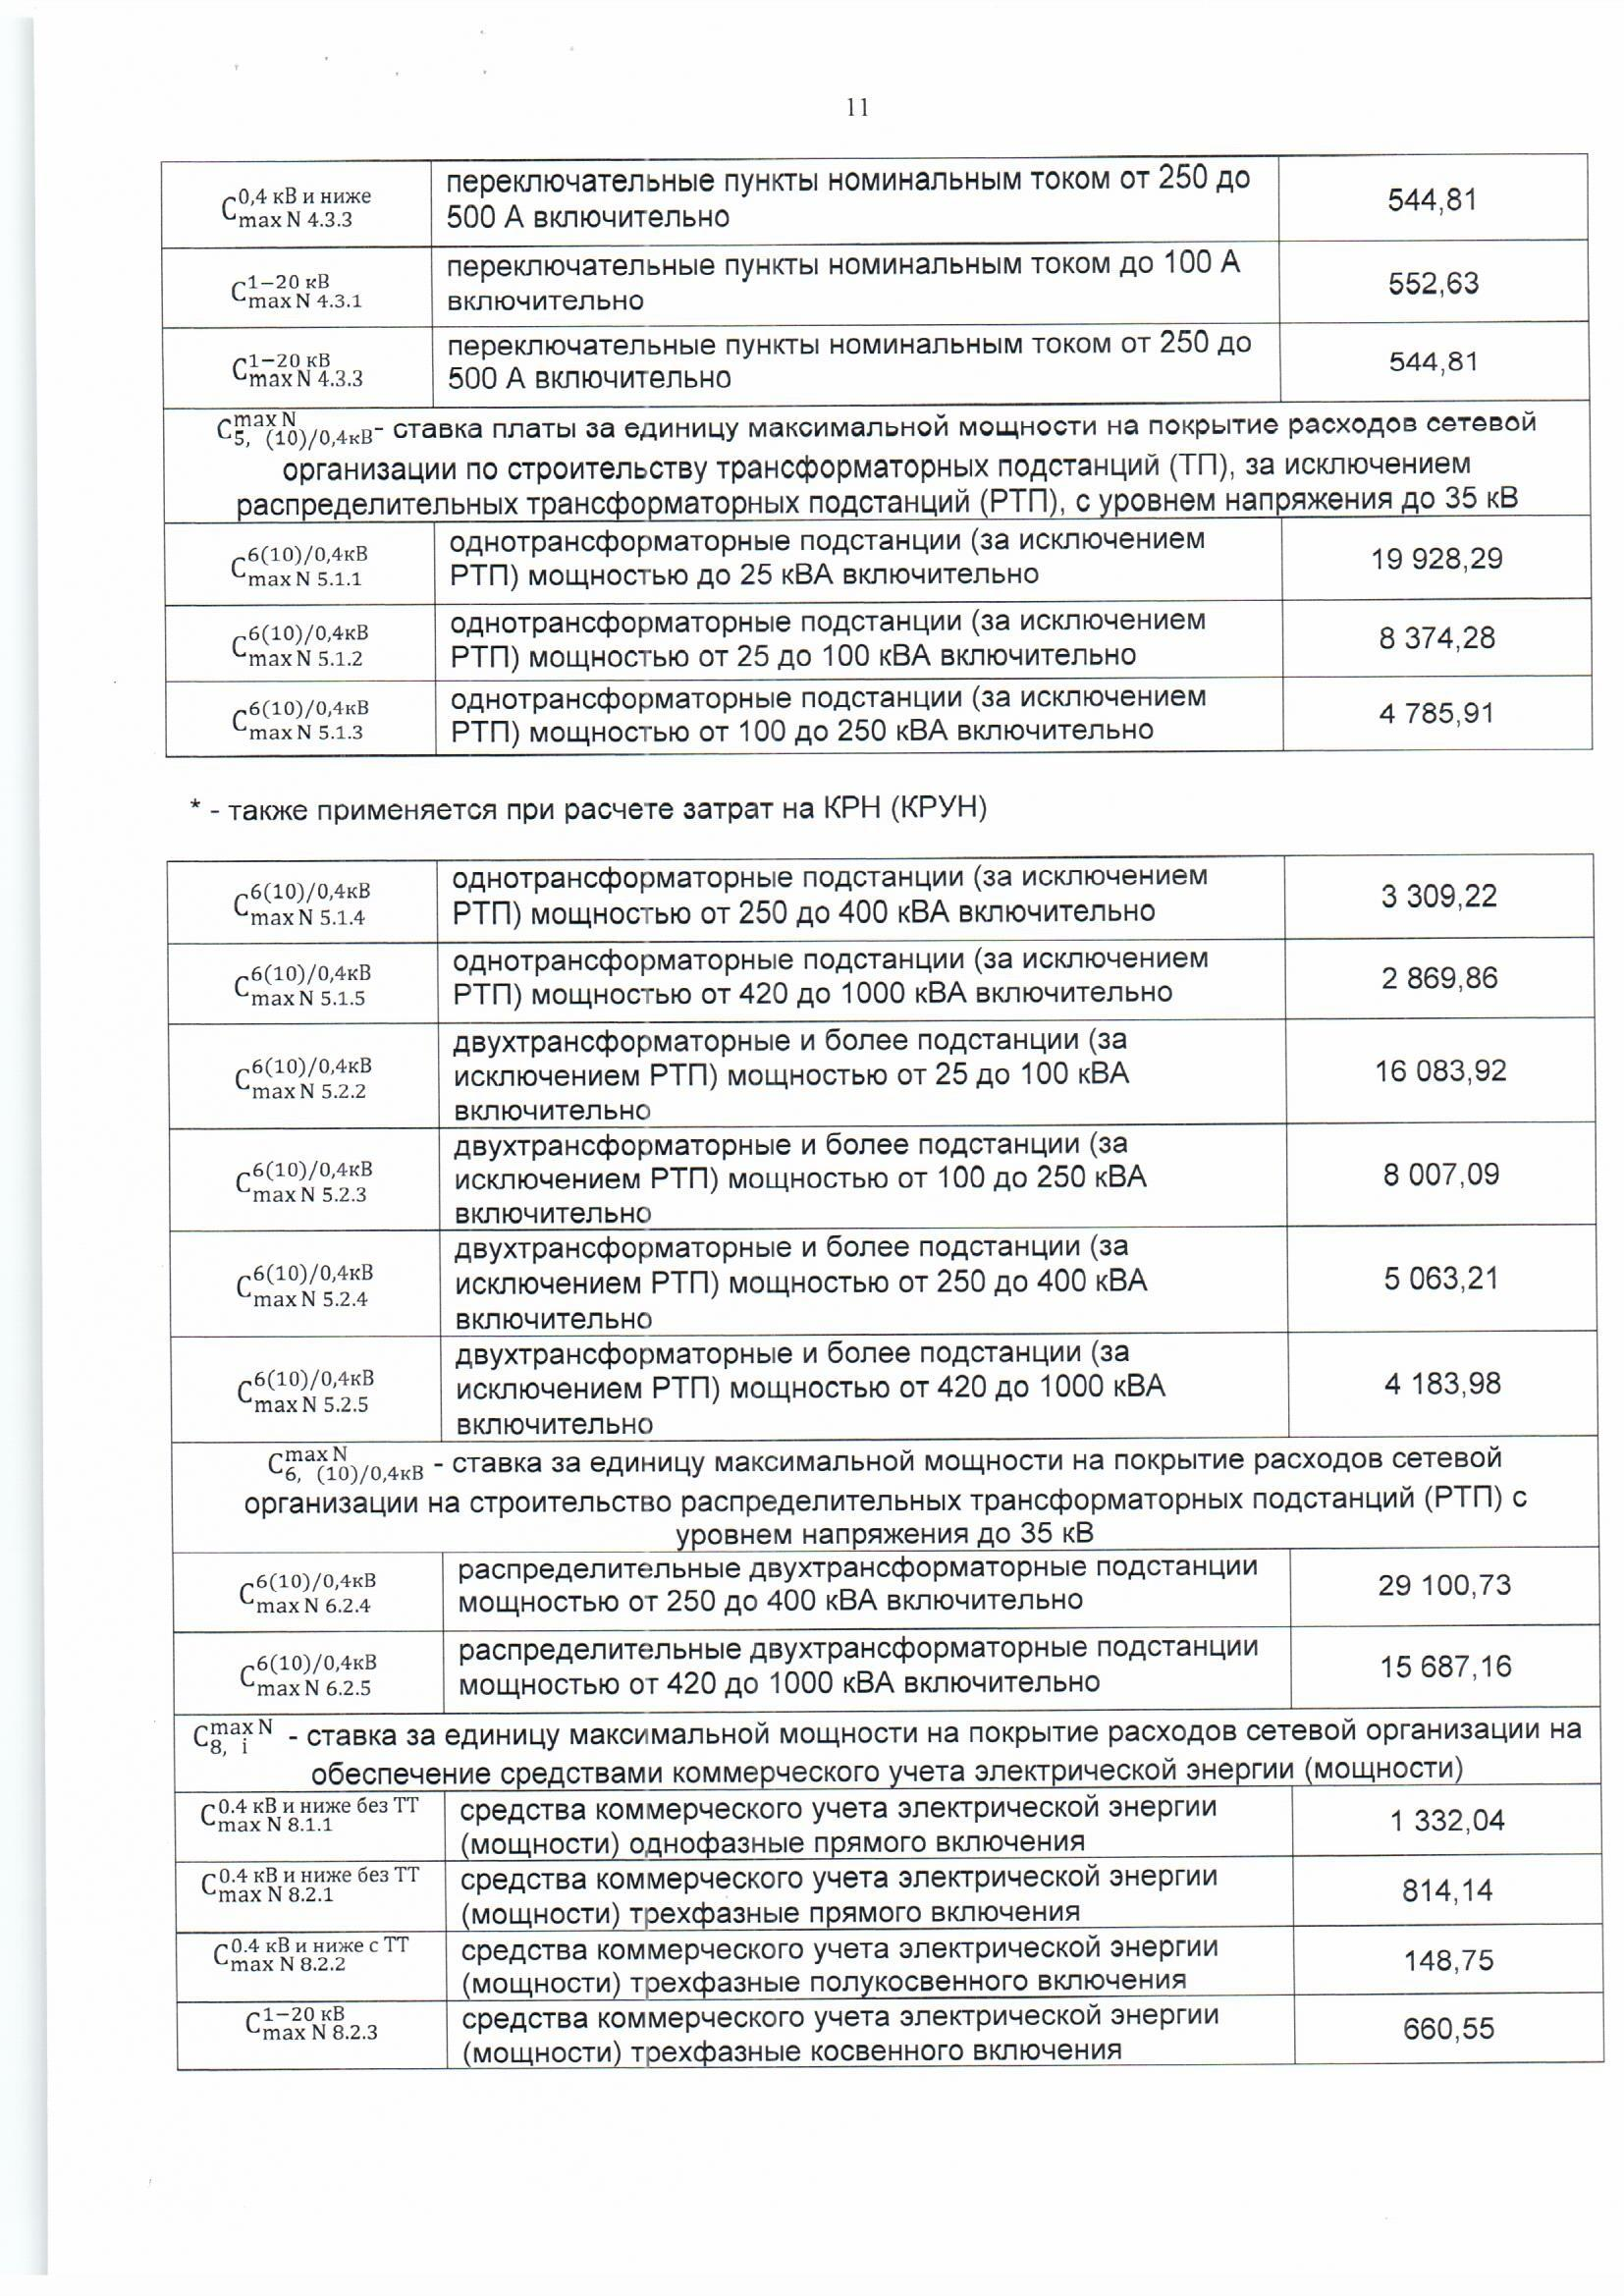 11
C^{0,4 кВ и ниже}_{max N 4.3.3}
переключательные пункты номинальным током от 250 до
500 А включительно
544,81
C^{1−20 кВ}_{max N 4.3.1}
переключательные пункты номинальным током до 100 А
включительно
552,63
C^{1−20 кВ}_{max N 4.3.3}
переключательные пункты номинальным током от 250 до
500 А включительно
544,81
C^{max N}_{5, (10)/0,4кВ}- ставка платы за единицу максимальной мощности на покрытие расходов сетевой
организации по строительству трансформаторных подстанций (ТП), за исключением
распределительных трансформаторных подстанций (РТП), с уровнем напряжения до 35 кВ
C^{6(10)/0,4кВ}_{max N 5.1.1}
однотрансформаторные подстанции (за исключением
РТП) мощностью до 25 кВА включительно
19 928,29
C^{6(10)/0,4кВ}_{max N 5.1.2}
однотрансформаторные подстанции (за исключением
РТП) мощностью от 25 до 100 кВА включительно
8 374,28
C^{6(10)/0,4кВ}_{max N 5.1.3}
однотрансформаторные подстанции (за исключением
РТП) мощностью от 100 до 250 кВА включительно
4 785,91
* - также применяется при расчете затрат на КРН (КРУН)
C^{6(10)/0,4кВ}_{max N 5.1.4}
однотрансформаторные подстанции (за исключением
РТП) мощностью от 250 до 400 кВА включительно
3 309,22
C^{6(10)/0,4кВ}_{max N 5.1.5}
однотрансформаторные подстанции (за исключением
РТП) мощностью от 420 до 1000 кВА включительно
2 869,86
C^{6(10)/0,4кВ}_{max N 5.2.2}
двухтрансформаторные и более подстанции (за
исключением РТП) мощностью от 25 до 100 кВА
включительно
16 083,92
C^{6(10)/0,4кВ}_{max N 5.2.3}
двухтрансформаторные и более подстанции (за
исключением РТП) мощностью от 100 до 250 кВА
включительно
8 007,09
C^{6(10)/0,4кВ}_{max N 5.2.4}
двухтрансформаторные и более подстанции (за
исключением РТП) мощностью от 250 до 400 кВА
включительно
5 063,21
C^{6(10)/0,4кВ}_{max N 5.2.5}
двухтрансформаторные и более подстанции (за
исключением РТП) мощностью от 420 до 1000 кВА
включительно
4 183,98
C^{max N}_{6, (10)/0,4кВ} - ставка за единицу максимальной мощности на покрытие расходов сетевой
организации на строительство распределительных трансформаторных подстанций (РТП) с
уровнем напряжения до 35 кВ
C^{6(10)/0,4кВ}_{max N 6.2.4}
распределительные двухтрансформаторные подстанции
мощностью от 250 до 400 кВА включительно
29 100,73
C^{6(10)/0,4кВ}_{max N 6.2.5}
распределительные двухтрансформаторные подстанции
мощностью от 420 до 1000 кВА включительно
15 687,16
C^{max N}_{8, i} - ставка за единицу максимальной мощности на покрытие расходов сетевой организации на
обеспечение средствами коммерческого учета электрической энергии (мощности)
C^{0.4 кВ и ниже без ТТ}_{max N 8.1.1}
средства коммерческого учета электрической энергии
(мощности) однофазные прямого включения
1 332,04
C^{0.4 кВ и ниже без ТТ}_{max N 8.2.1}
средства коммерческого учета электрической энергии
(мощности) трехфазные прямого включения
814,14
C^{0.4 кВ и ниже с ТТ}_{max N 8.2.2}
средства коммерческого учета электрической энергии
(мощности) трехфазные полукосвенного включения
148,75
C^{1−20 кВ}_{max N 8.2.3}
средства коммерческого учета электрической энергии
(мощности) трехфазные косвенного включения
660,55